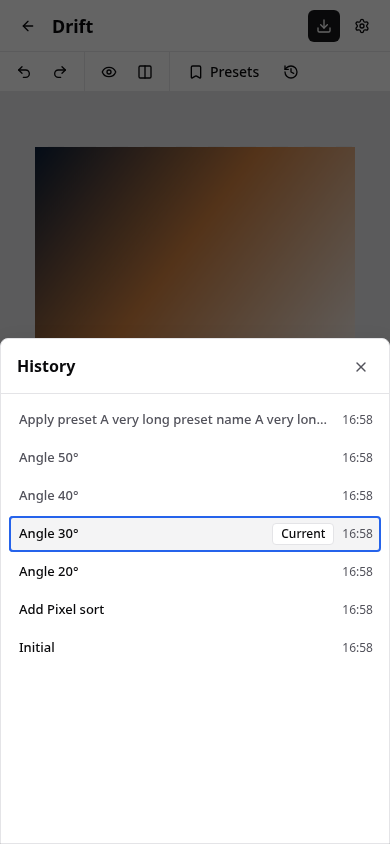 Drift
Presets
History
Apply preset A very long preset name A very lon... 16:58
Angle 50° 16:58
Angle 40° 16:58
Angle 30° Current 16:58
Angle 20° 16:58
Add Pixel sort 16:58
Initial 16:58